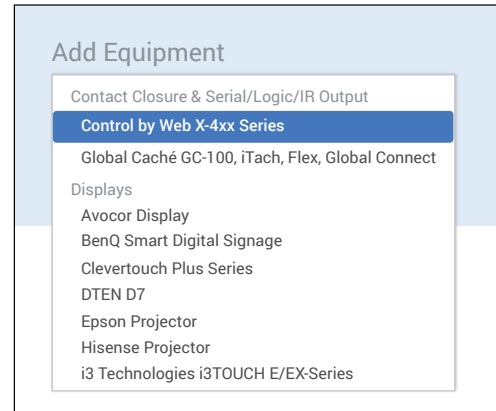 Add Equipment
Contact Closure & Serial/Logic/IR Output
Control by Web X-4xx Series
Global Caché GC-100, iTach, Flex, Global Connect
Displays
Avocor Display
BenQ Smart Digital Signage
Clevertouch Plus Series
DTEN D7
Epson Projector
Hisense Projector
i3 Technologies i3TOUCH E/EX-Series